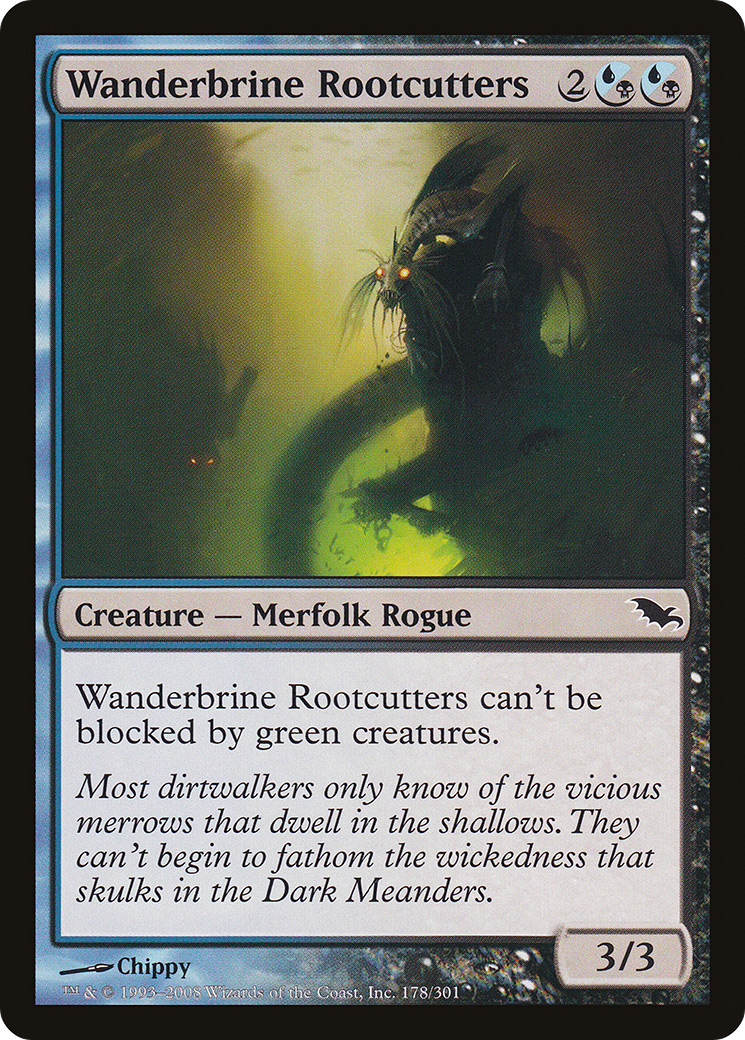 Wanderbrine Rootcutters 2
Creature — Merfolk Rogue
Wanderbrine Rootcutters can't be
blocked by green creatures.
Most dirtwalkers only know of the vicious
merrows that dwell in the shallows. They
can't begin to fathom the wickedness that
skulks in the Dark Meanders.
3/3
Chippy
™ & © 1993–2008 Wizards of the Coast, Inc. 178/301